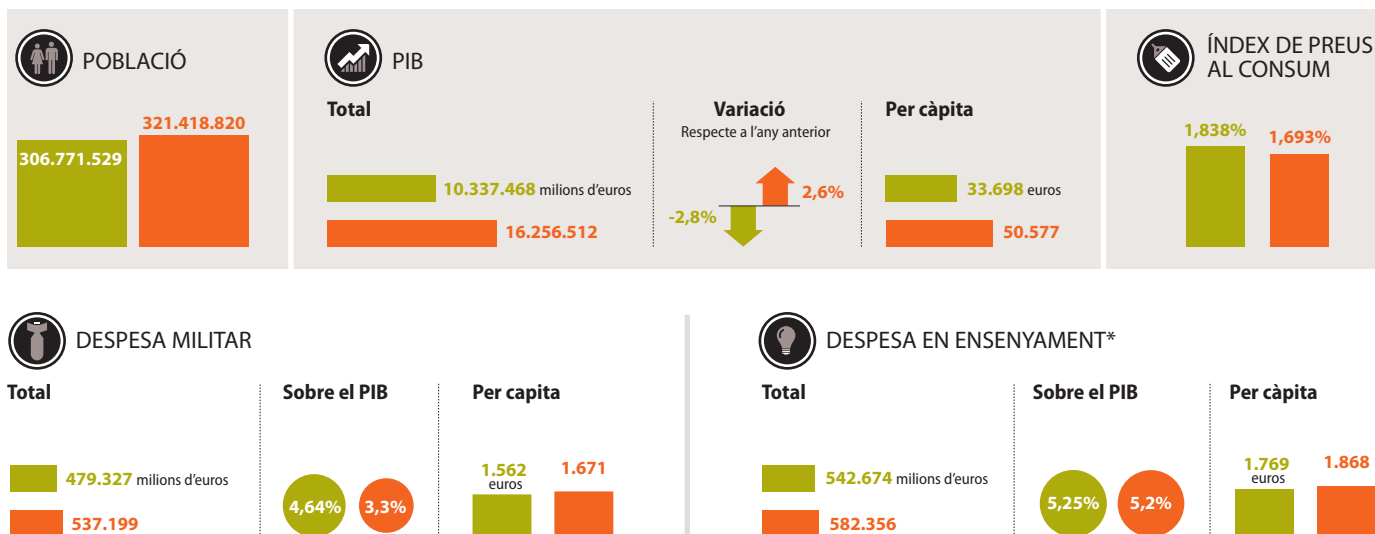 POBLACIÓ
321.418.820
306.771.529
PIB
Total
10.337.468 milions d'euros
16.256.512
Variació
Respecte a l'any anterior
2,6%
-2,8%
Per càpita
33.698 euros
50.577
ÍNDEX DE PREUS
AL CONSUM
1,838%
1,693%
DESPESA MILITAR
Total
479.327 milions d'euros
537.199
Sobre el PIB
4,64%
3,3%
Per capita
1.562
euros
1.671
DESPESA EN ENSENYAMENT*
Total
542.674 milions d'euros
582.356
Sobre el PIB
5,25%
5,2%
Per càpita
1.769
euros
1.868